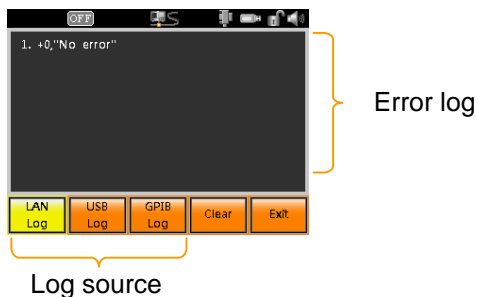 OFF
1. +0,"No error"
Error log
LAN Log
USB Log
GPIB Log
Clear
Exit
Log source